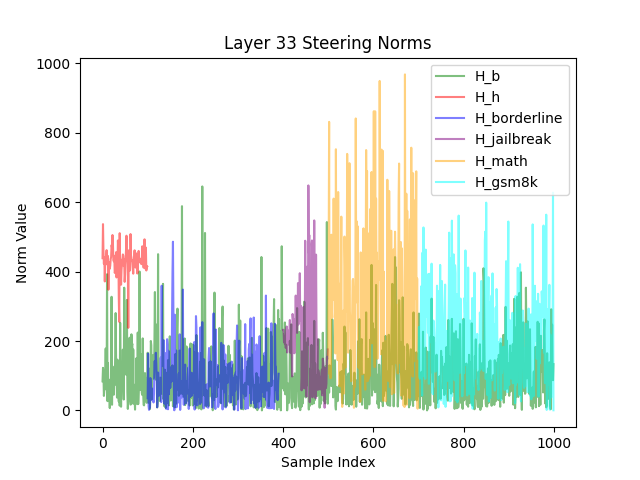 Layer 33 Steering Norms
H_b
H_h
H_borderline
H_jailbreak
H_math
H_gsm8k
Norm Value
1000
800
600
400
200
0
0
200
400
600
800
1000
Sample Index